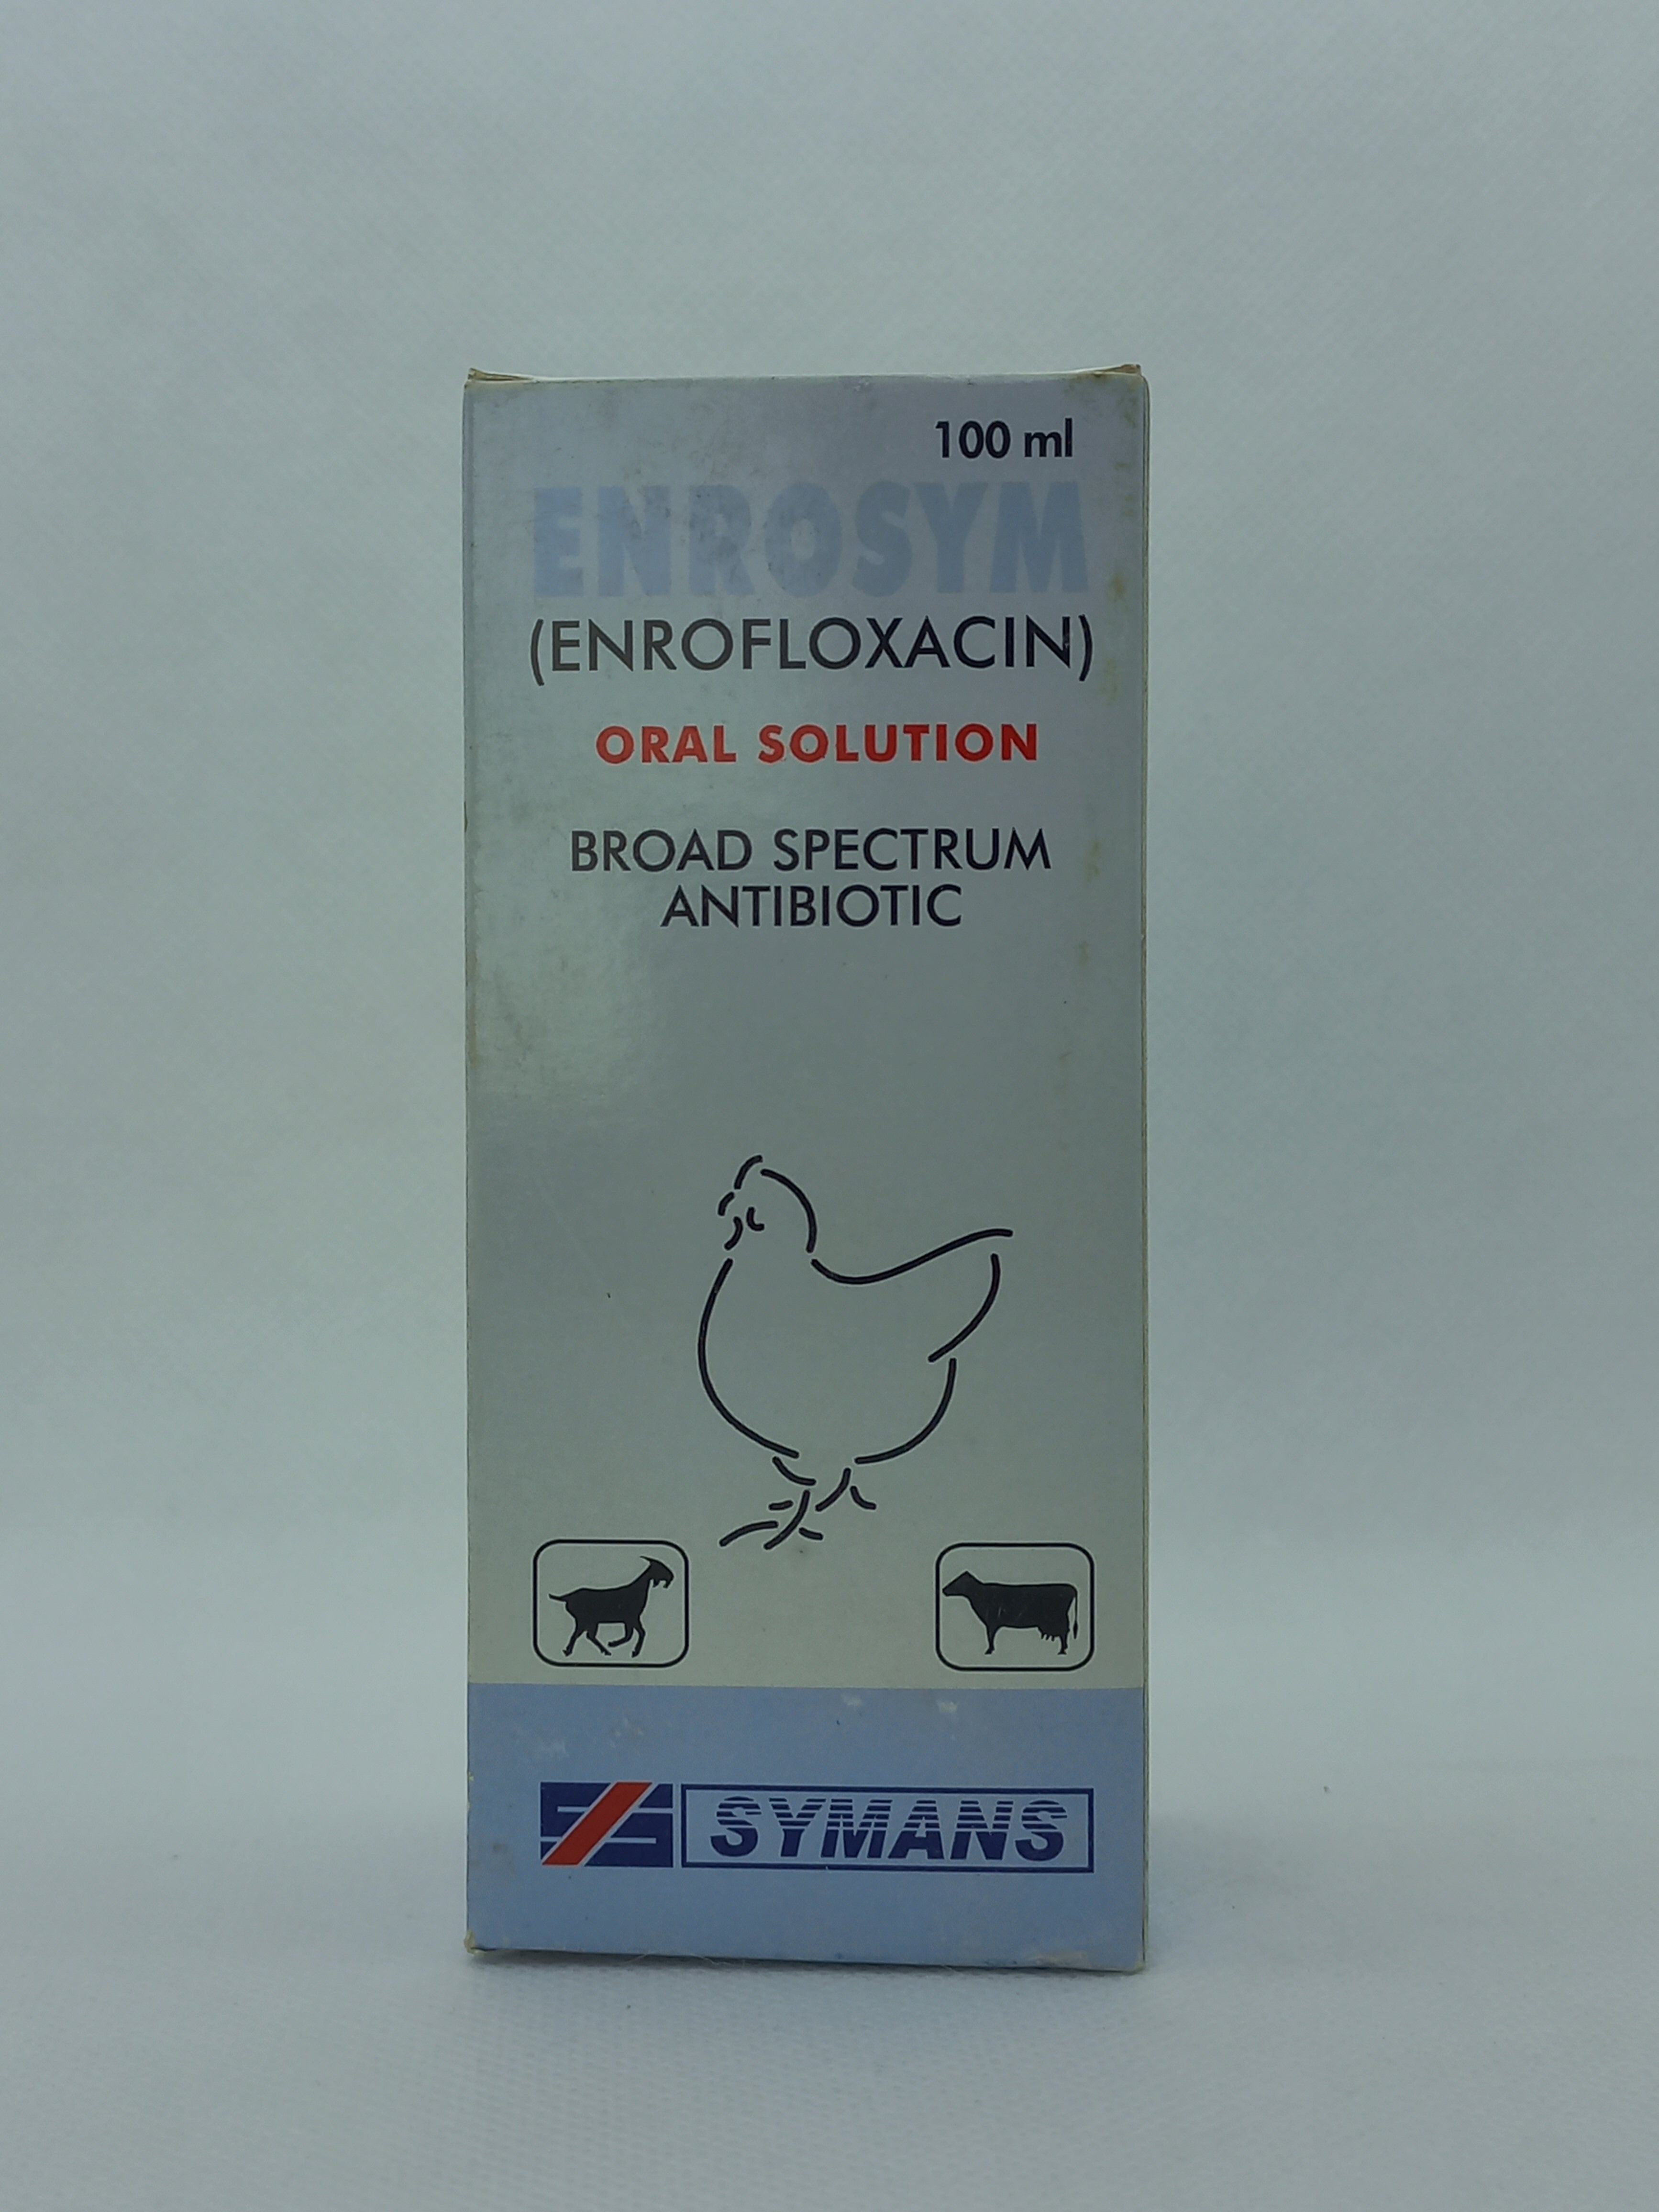 100 ml
ENROSYM
(ENROFLOXACIN)
ORAL SOLUTION
BROAD SPECTRUM
ANTIBIOTIC
SYMANS